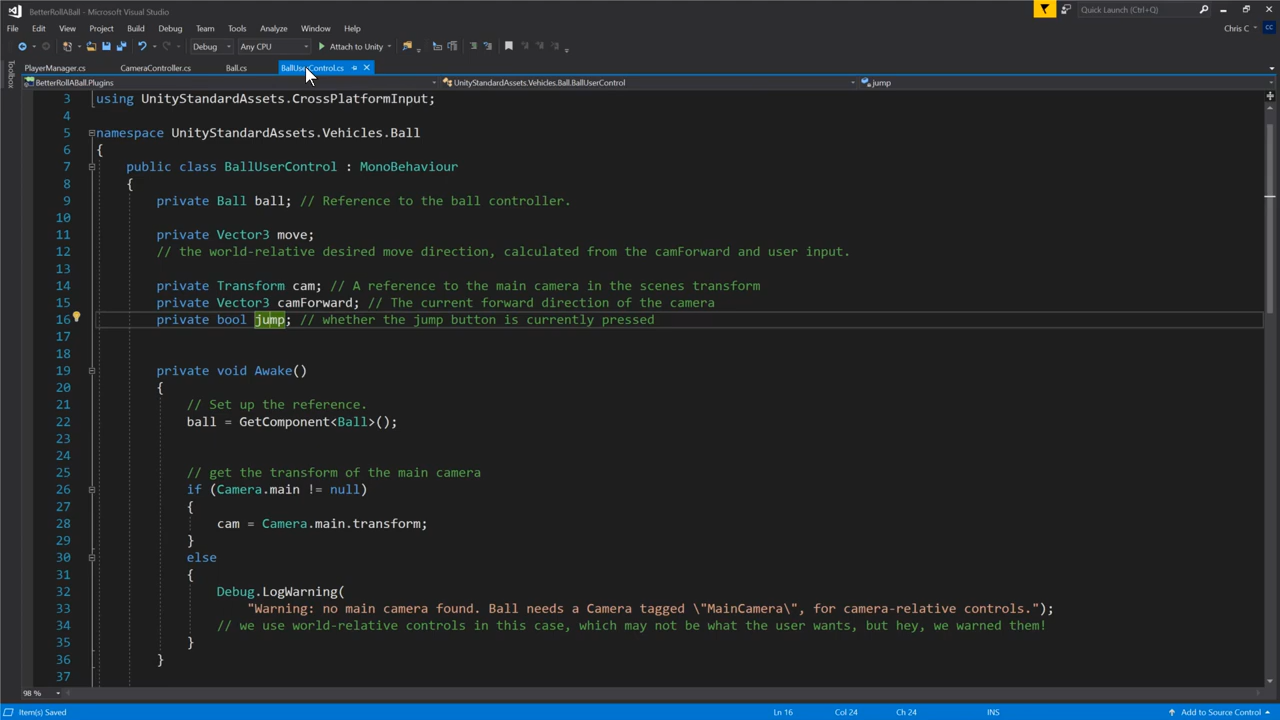 BetterRollABall - Microsoft Visual Studio
Quick Launch (Ctrl+Q)
File Edit View Project Build Debug Team Tools Test Analyze Window Help
Chris C
Debug Any CPU Attach to Unity
Toolbox
PlayerManager.cs CameraController.cs Ball.cs BallUserControl.cs
BetterRollABall.Plugins UnityStandardAssets.Vehicles.Ball.BallUserControl jump
3 using UnityStandardAssets.CrossPlatformInput;
4
5 namespace UnityStandardAssets.Vehicles.Ball
6 {
7 public class BallUserControl : MonoBehaviour
8 {
9 private Ball ball; // Reference to the ball controller.
10
11 private Vector3 move;
12 // the world-relative desired move direction, calculated from the camForward and user input.
13
14 private Transform cam; // A reference to the main camera in the scenes transform
15 private Vector3 camForward; // The current forward direction of the camera
16 private bool jump; // whether the jump button is currently pressed
17
18
19 private void Awake()
20 {
21 // Set up the reference.
22 ball = GetComponent<Ball>();
23
24
25 // get the transform of the main camera
26 if (Camera.main != null)
27 {
28 cam = Camera.main.transform;
29 }
30 else
31 {
32 Debug.LogWarning(
33 "Warning: no main camera found. Ball needs a Camera tagged \"MainCamera\", for camera-relative controls.");
34 // we use world-relative controls in this case, which may not be what the user wants, but hey, we warned them!
35 }
36 }
37
98 %
Item(s) Saved Ln 16 Col 24 Ch 24 INS Add to Source Control